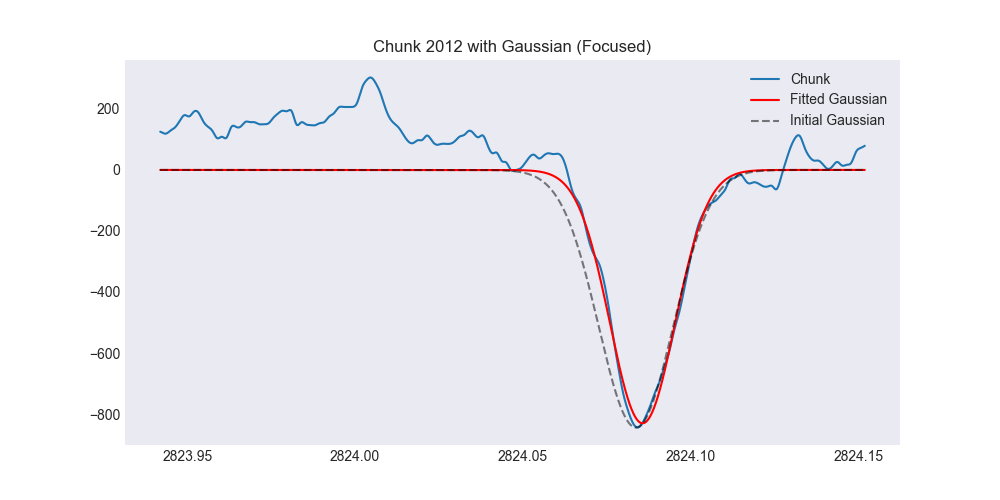 Chunk 2012 with Gaussian (Focused)
Chunk
Fitted Gaussian
Initial Gaussian
200
0
−200
−400
−600
−800
2823.95 2824.00 2824.05 2824.10 2824.15